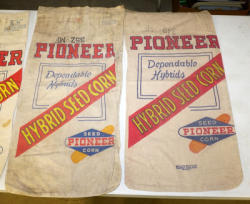 PIONEER
Dependable
Hybrids
HYBRID SEED CORN
SEED
PIONEER
CORN
PIONEER
Dependable
Hybrids
HYBRID SEED CORN
SEED
PIONEER
CORN